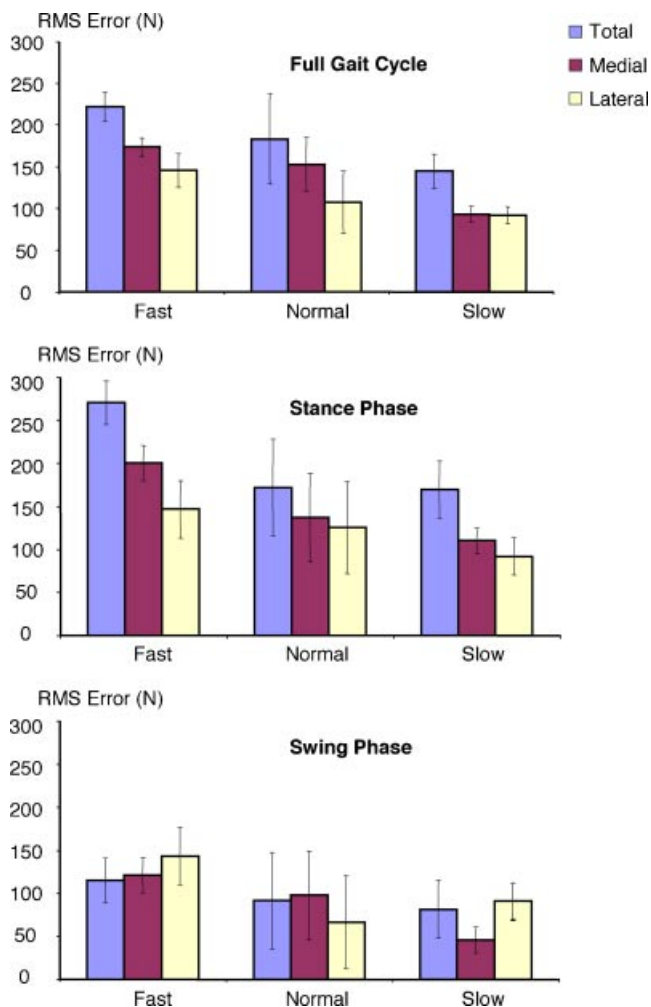 RMS Error (N)
300
250
200
150
100
50
0
Full Gait Cycle
Total
Medial
Lateral
Fast Normal Slow
RMS Error (N)
300
250
200
150
100
50
0
Stance Phase
Fast Normal Slow
RMS Error (N)
300
250
200
150
100
50
0
Swing Phase
Fast Normal Slow